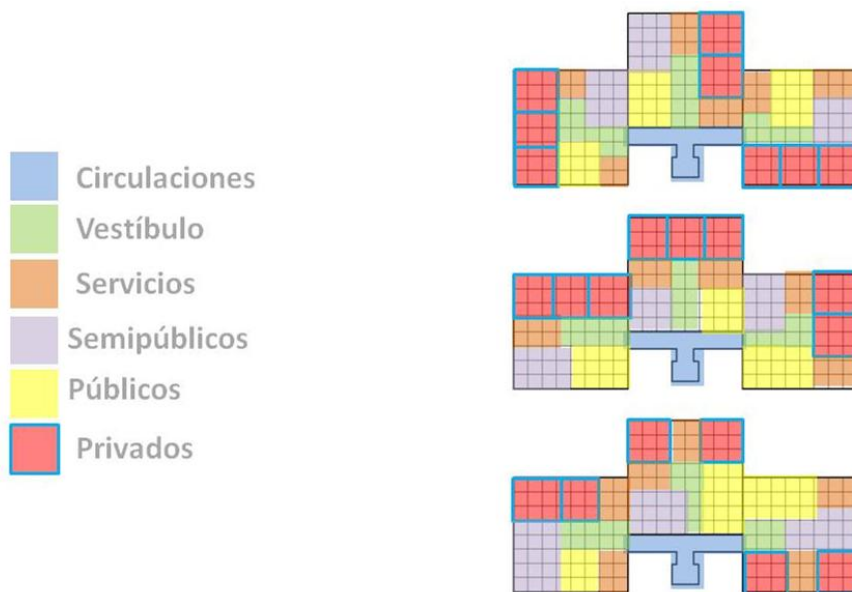 Circulaciones
Vestíbulo
Servicios
Semipúblicos
Públicos
Privados